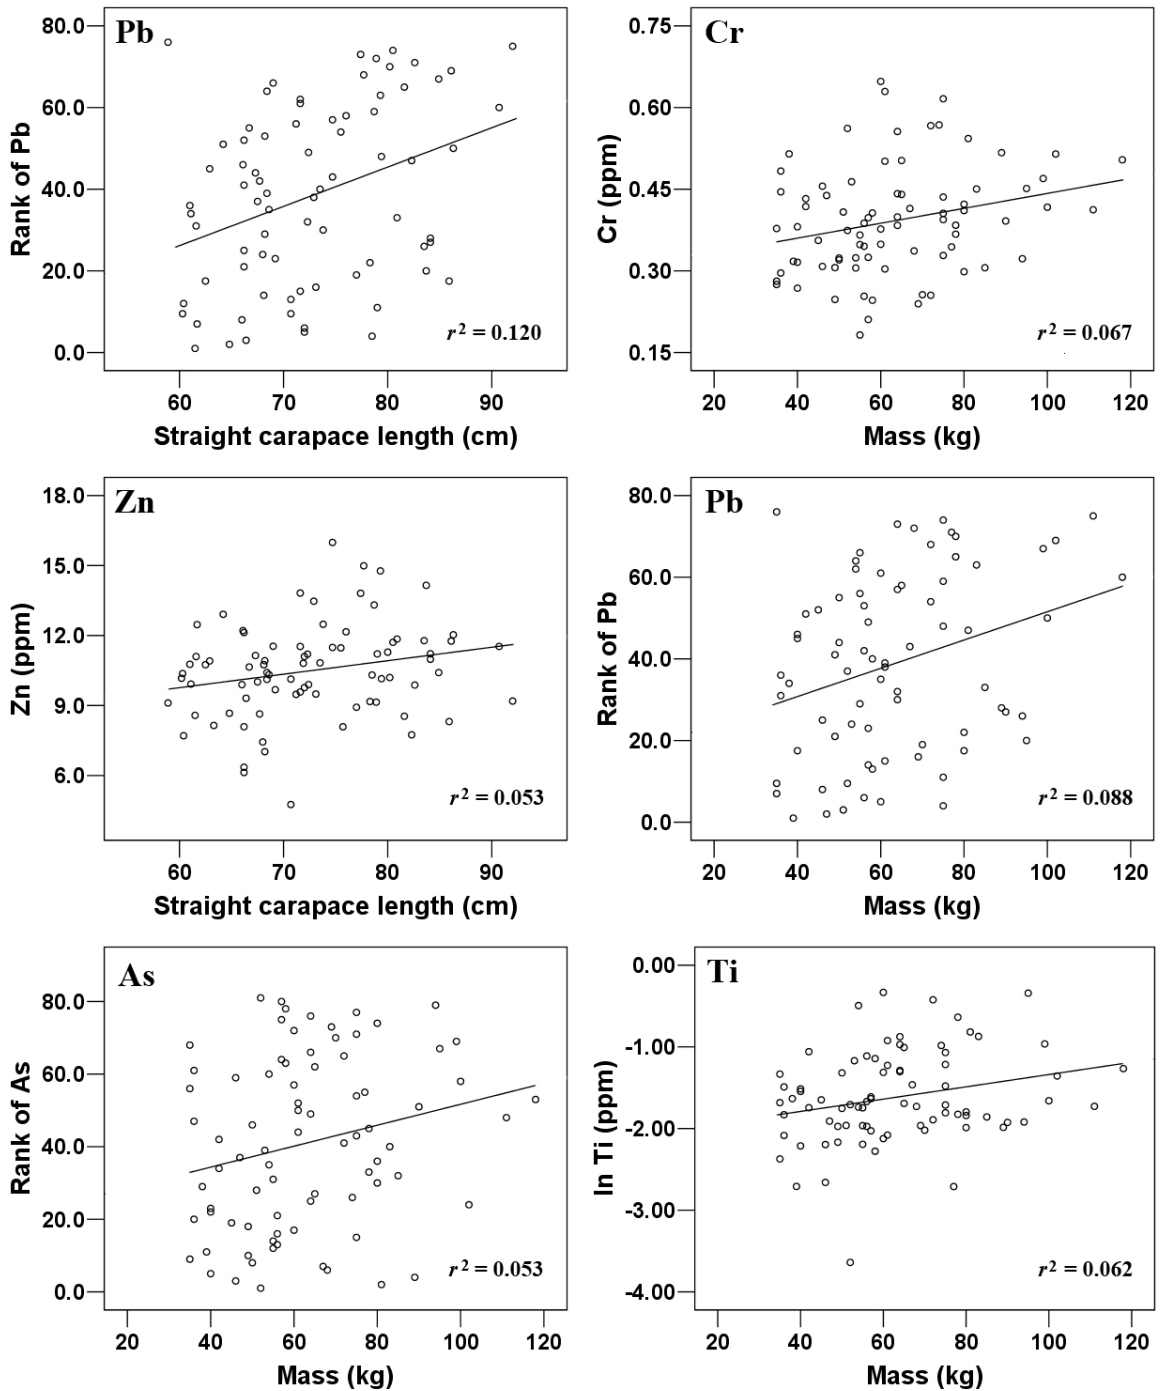 Pb
80.0
60.0
40.0
20.0
0.0
Rank of Pb
r² = 0.120
60 70 80 90
Straight carapace length (cm)
Cr
0.75
0.60
0.45
0.30
0.15
Cr (ppm)
r² = 0.067
20 40 60 80 100 120
Mass (kg)
Zn
18.0
15.0
12.0
9.0
6.0
Zn (ppm)
r² = 0.053
60 70 80 90
Straight carapace length (cm)
Pb
80.0
60.0
40.0
20.0
0.0
Rank of Pb
r² = 0.088
20 40 60 80 100 120
Mass (kg)
As
80.0
60.0
40.0
20.0
0.0
Rank of As
r² = 0.053
20 40 60 80 100 120
Mass (kg)
Ti
0.00
-1.00
-2.00
-3.00
-4.00
ln Ti (ppm)
r² = 0.062
20 40 60 80 100 120
Mass (kg)